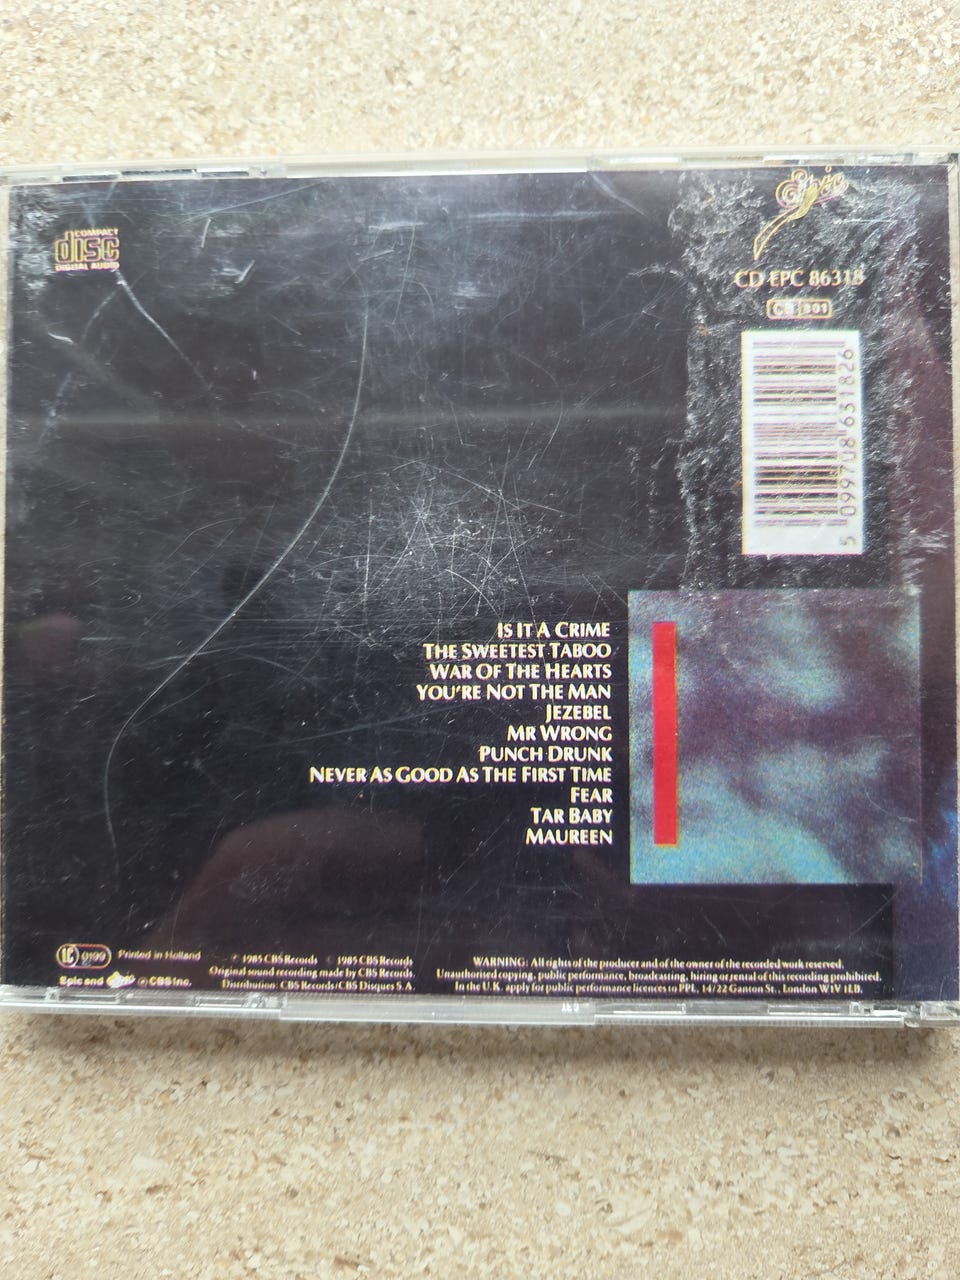 COMPACT
disc
DIGITAL AUDIO
Epic
CD EPC 86318
CB 301
5 099708 631826
IS IT A CRIME
THE SWEETEST TABOO
WAR OF THE HEARTS
YOU'RE NOT THE MAN
JEZEBEL
MR WRONG
PUNCH DRUNK
NEVER AS GOOD AS THE FIRST TIME
FEAR
TAR BABY
MAUREEN
LC 0199 Printed in Holland
Epic and Epic ® CBS Inc.
℗ 1985 CBS Records © 1985 CBS Records
Original sound recording made by CBS Records.
Distribution: CBS Records/CBS Disques S.A.
WARNING: All rights of the producer and of the owner of the recorded work reserved.
Unauthorised copying, public performance, broadcasting, hiring or rental of this recording prohibited.
In the U.K. apply for public performance licences to PPL, 14/22 Ganton St., London W1V 1LB.